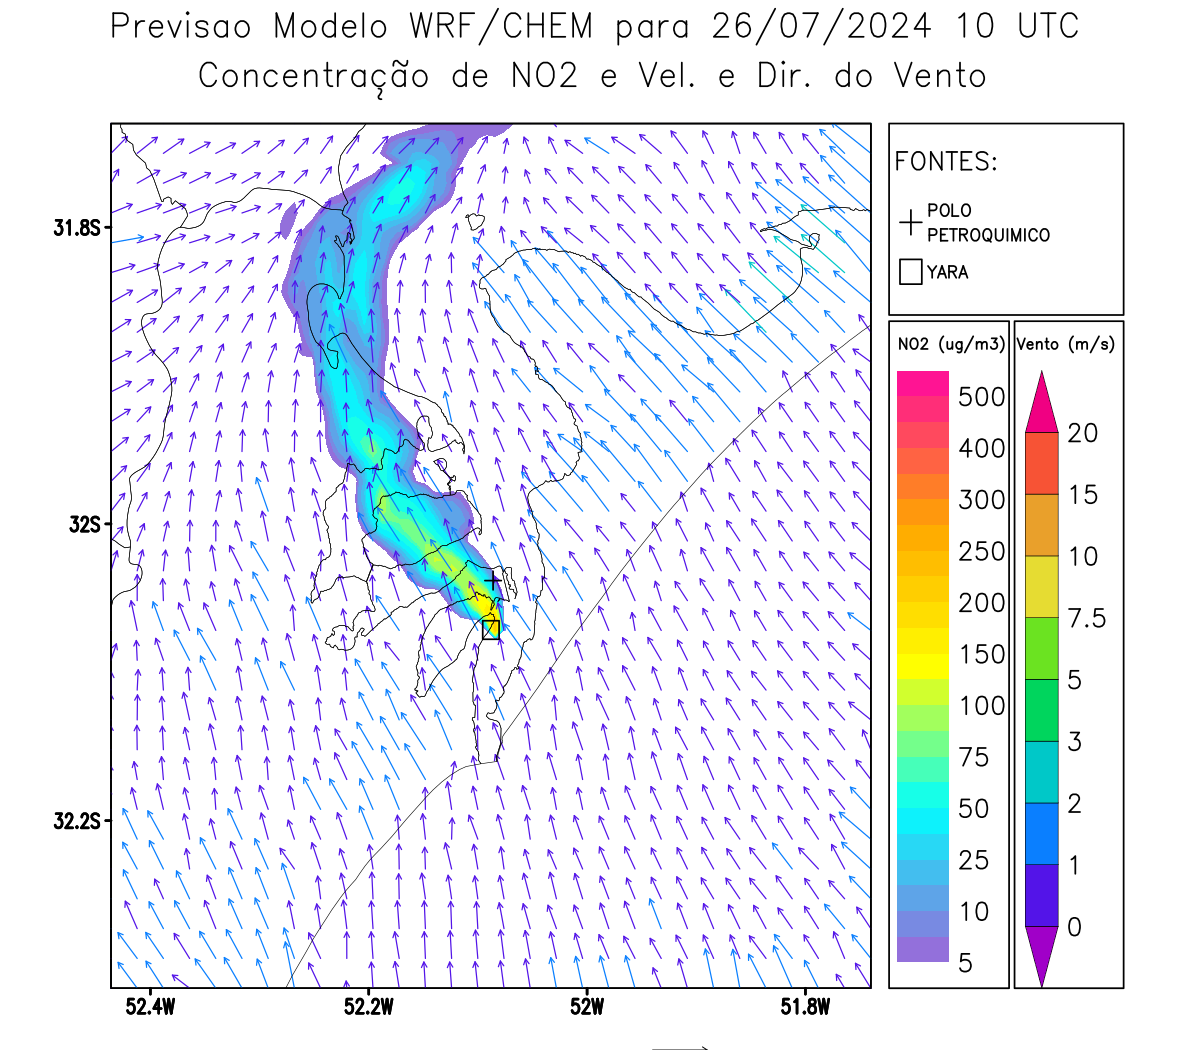 Previsao Modelo WRF/CHEM para 26/07/2024 10 UTC
Concentração de NO2 e Vel. e Dir. do Vento
FONTES:
POLO
PETROQUIMICO
YARA
31.8S
32S
32.2S
52.4W
52.2W
52W
51.8W
NO2 (ug/m3)
500
400
300
250
200
150
100
75
50
25
10
5
Vento (m/s)
20
15
10
7.5
5
3
2
1
0